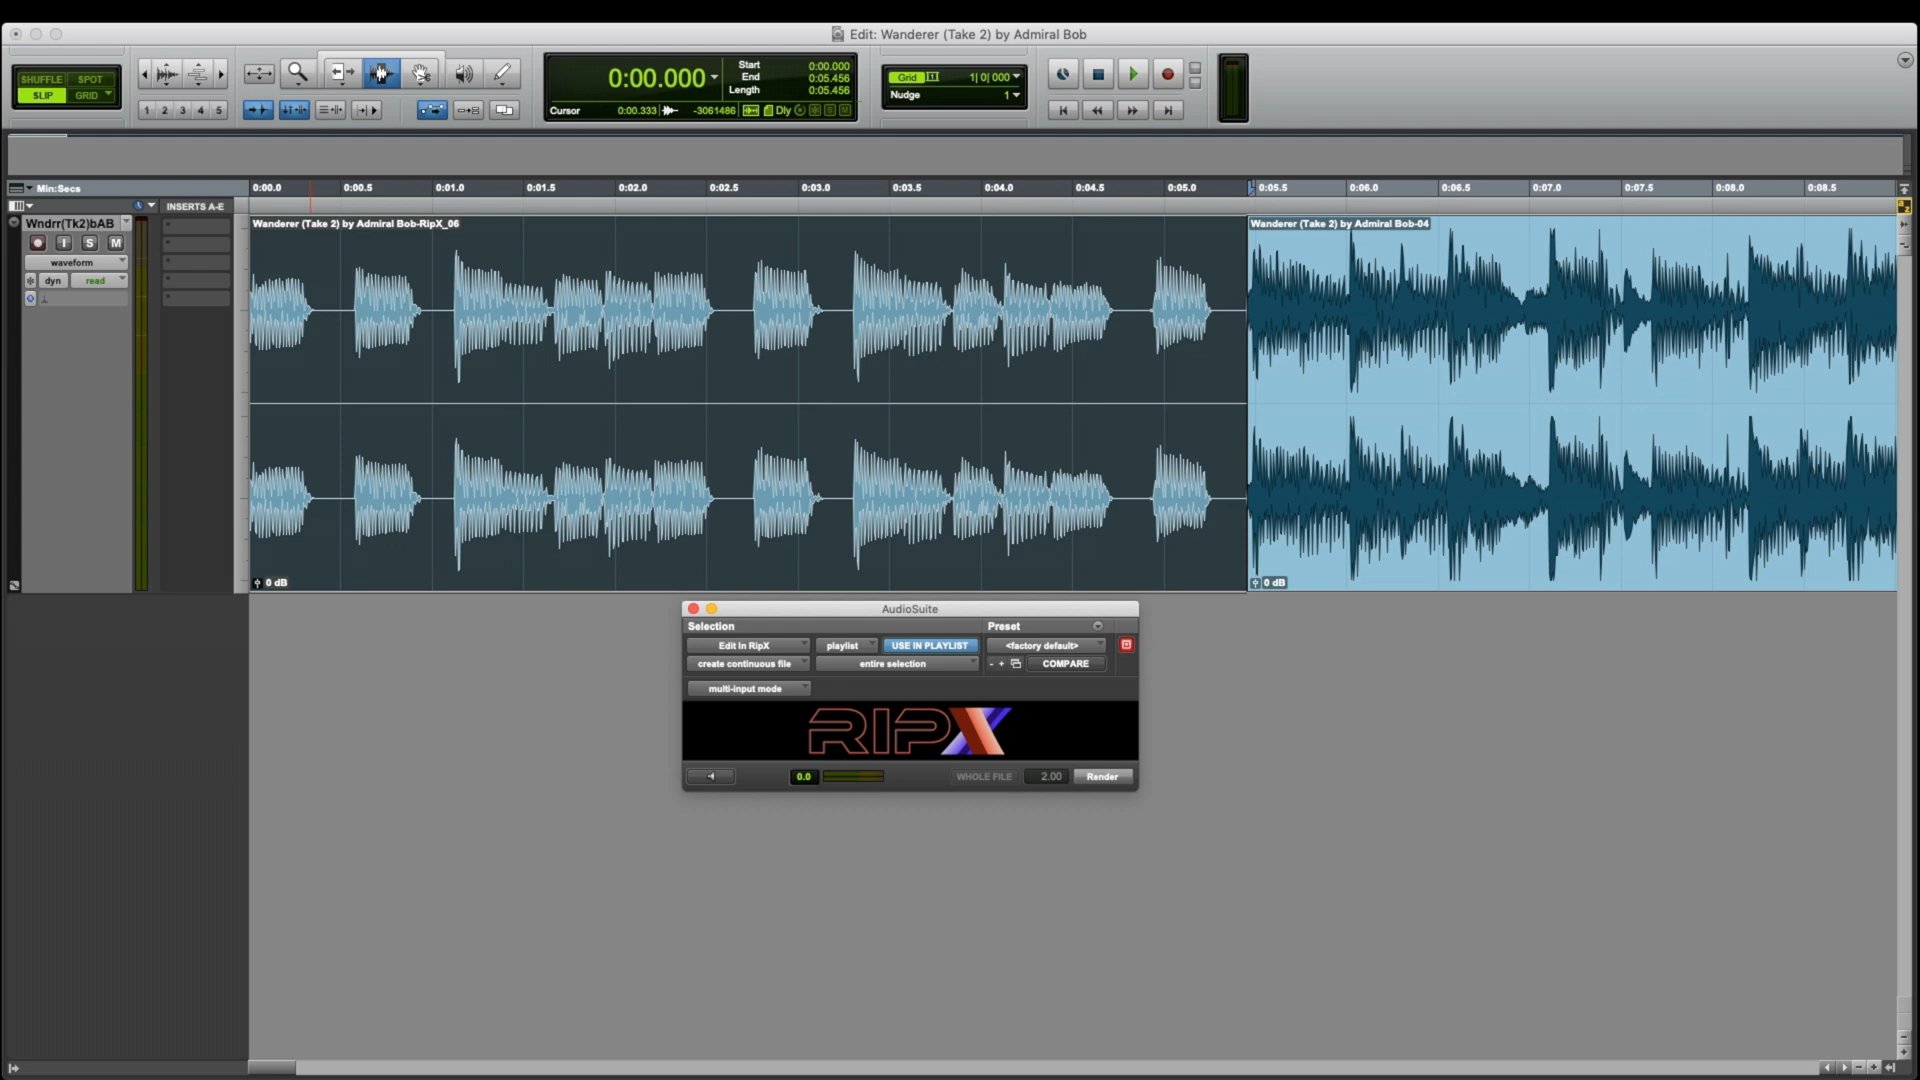 Edit: Wanderer (Take 2) by Admiral Bob
SHUFFLE SPOT
SLIP GRID
1 2 3 4 5
0:00.000
Start 0:00.000
End 0:05.456
Length 0:05.456
Cursor 0:00.333 -3061486 Dly
Grid 1| 0| 000
Nudge 1
Min:Secs 0:00.0 0:00.5 0:01.0 0:01.5 0:02.0 0:02.5 0:03.0 0:03.5 0:04.0 0:04.5 0:05.0 0:05.5 0:06.0 0:06.5 0:07.0 0:07.5 0:08.0 0:08.5
INSERTS A-E
Wndrr(Tk2)bAB
I S M
waveform
dyn read
Wanderer (Take 2) by Admiral Bob-RipX_06
Wanderer (Take 2) by Admiral Bob-04
0 dB
0 dB
AudioSuite
Selection Preset
Edit In RipX playlist USE IN PLAYLIST <factory default>
create continuous file entire selection - + COMPARE
multi-input mode
RIPX
0.0 WHOLE FILE 2.00 Render